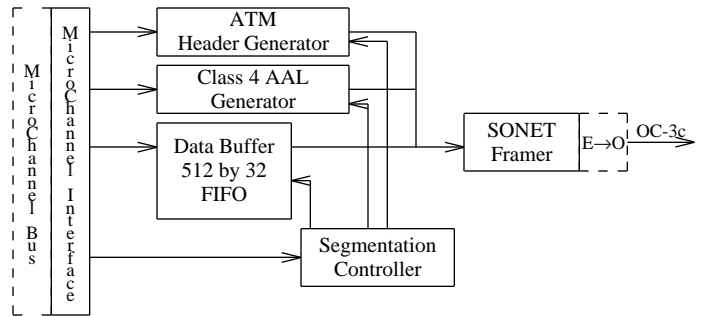 MicroChannel Bus
MicroChannel Interface
ATM
Header Generator
Class 4 AAL
Generator
Data Buffer
512 by 32
FIFO
Segmentation
Controller
SONET
Framer
E→O
OC-3c